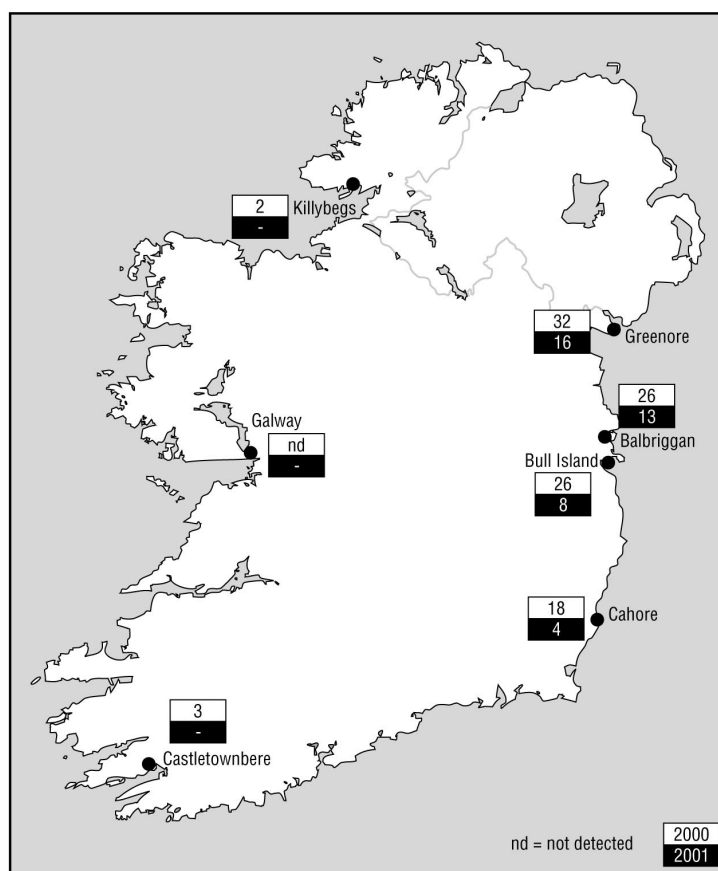 2
-
Killybegs
32
16
Greenore
26
13
Balbriggan
Galway
nd
-
Bull Island
26
8
18
4
Cahore
3
-
Castletownbere
nd = not detected
2000
2001